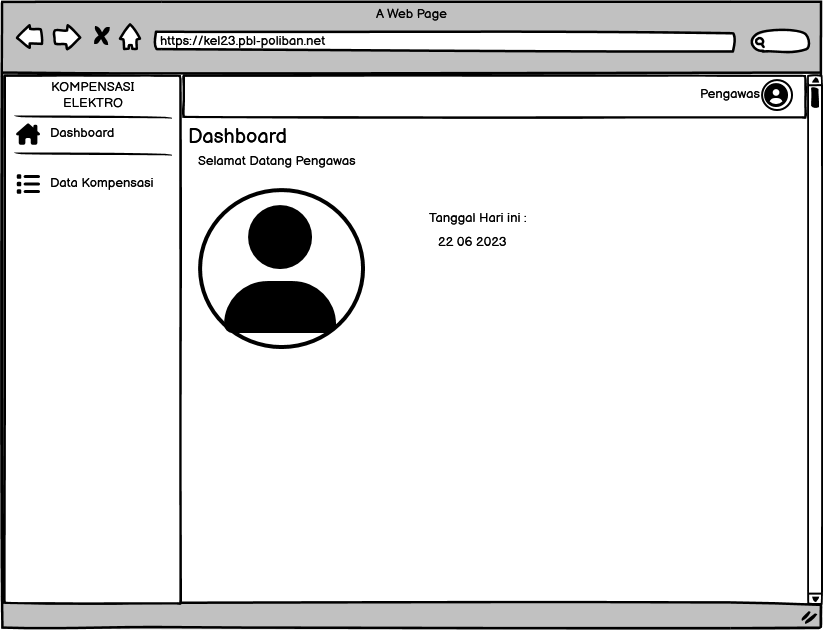 A Web Page
https://kel23.pbl-poliban.net
KOMPENSASI
ELEKTRO
Dashboard
Data Kompensasi
Pengawas
Dashboard
Selamat Datang Pengawas
Tanggal Hari ini :
22 06 2023